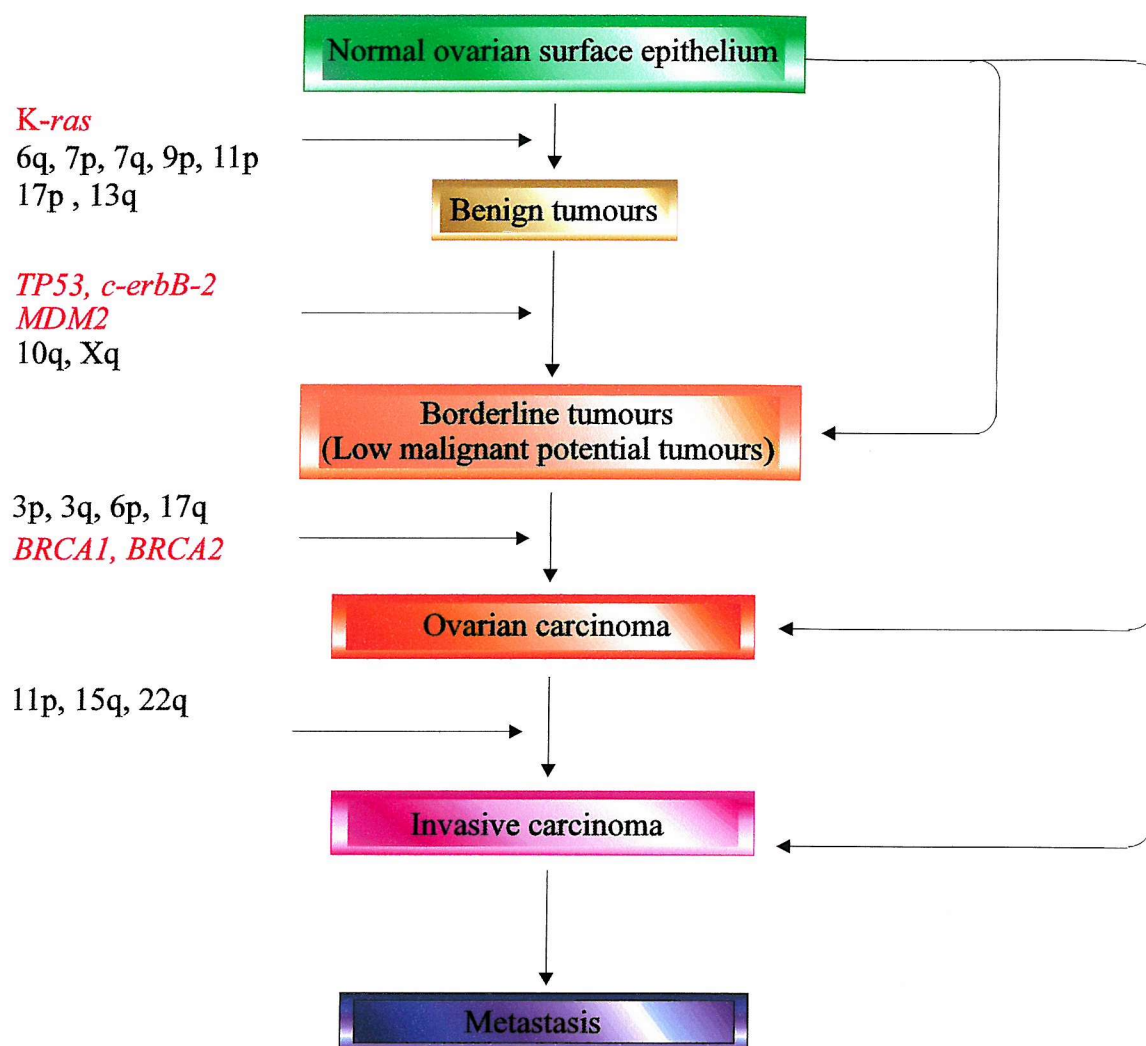 Normal ovarian surface epithelium
K-ras
6q, 7p, 7q, 9p, 11p
17p , 13q
Benign tumours
TP53, c-erbB-2
MDM2
10q, Xq
Borderline tumours
(Low malignant potential tumours)
3p, 3q, 6p, 17q
BRCA1, BRCA2
Ovarian carcinoma
11p, 15q, 22q
Invasive carcinoma
Metastasis